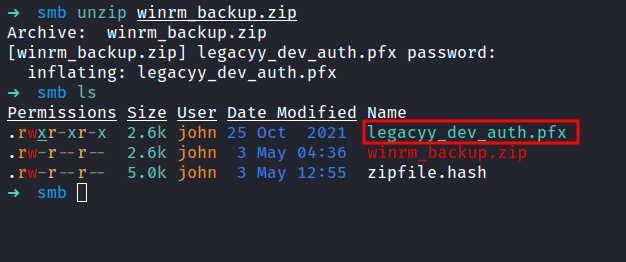 ➜ smb unzip winrm_backup.zip
Archive:  winrm_backup.zip
[winrm_backup.zip] legacyy_dev_auth.pfx password:
  inflating: legacyy_dev_auth.pfx
➜ smb ls
Permissions Size User Date Modified Name
.rwxr-xr-x 2.6k john 25 Oct  2021 legacyy_dev_auth.pfx
.rw-r--r-- 2.6k john  3 May 04:36 winrm_backup.zip
.rw-r--r-- 5.0k john  3 May 12:55 zipfile.hash
➜ smb